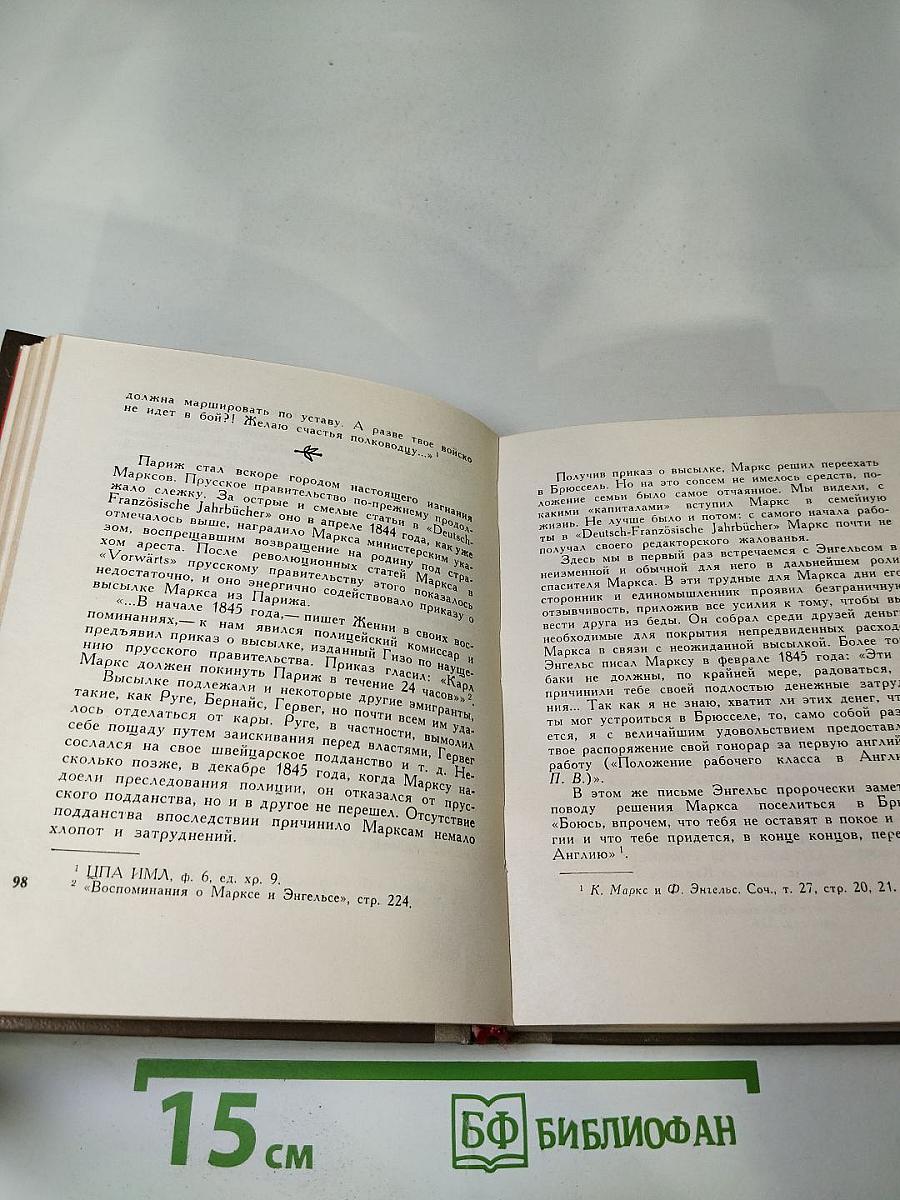 должна маршировать по уставу. А разве твое войско
не идет в бой?! Желаю счастья полководцу...» 1
Париж стал вскоре городом настоящего изгнания
Марксов. Прусское правительство по-прежнему продол-
жало слежку. За острые и смелые статьи в «Deutsch-
Französische Jahrbücher» оно в апреле 1844 года, как уже
отмечалось выше, наградило Маркса министерским ука-
зом, воспрещавшим возвращение на родину под стра-
хом ареста. После революционных статей Маркса в
«Vorwärts» прусскому правительству этого показалось
недостаточно, и оно энергично содействовало приказу о
высылке Маркса из Парижа.
«...В начале 1845 года,— пишет Женни в своих вос-
поминаниях,— к нам явился полицейский комиссар и
предъявил приказ о высылке, изданный Гизо по науще-
нию прусского правительства. Приказ гласил: «Карл
Маркс должен покинуть Париж в течение 24 часов»» 2.
Высылке подлежали и некоторые другие эмигранты,
такие, как Руге, Бернайс, Гервег, но почти всем им уда-
лось отделаться от кары. Руге, в частности, вымолил
себе пощаду путем заискивания перед властями, Гервег
сослался на свое швейцарское подданство и т. д. Не-
сколько позже, в декабре 1845 года, когда Марксу на-
доели преследования полиции, он отказался от прус-
ского подданства, но и в другое не перешел. Отсутствие
подданства впоследствии причинило Марксам немало
хлопот и затруднений.
1 ЦПА ИМЛ, ф. 6, ед. хр. 9.
2 «Воспоминания о Марксе и Энгельсе», стр. 224.
98
Получив приказ о высылке, Маркс решил переехать
в Брюссель. Но на это совсем не имелось средств, по-
ложение семьи было самое отчаянное. Мы видели, с
какими «капиталами» вступил Маркс в семейную
жизнь. Не лучше было и потом: с самого начала рабо-
ты в «Deutsch-Französische Jahrbücher» Маркс почти не
получал своего редакторского жалованья.
Здесь мы в первый раз встречаемся с Энгельсом в
неизменной и обычной для него в дальнейшем роли
спасителя Маркса. В эти трудные для Маркса дни его
сторонник и единомышленник проявил безграничную
отзывчивость, приложив все усилия к тому, чтобы вы
вести друга из беды. Он собрал среди друзей деньг
необходимые для покрытия непредвиденных расход
Маркса в связи с неожиданной высылкой. Более то
Энгельс писал Марксу в феврале 1845 года: «Эти
баки не должны, по крайней мере, радоваться,
причинили тебе своей подлостью денежные затруд
ния... Так как я не знаю, хватит ли этих денег, чт
ты мог устроиться в Брюсселе, то, само собой раз
ется, я с величайшим удовольствием предоставл
твое распоряжение свой гонорар за первую англий
работу («Положение рабочего класса в Англи
П. В.)».
В этом же письме Энгельс пророчески замет
поводу решения Маркса поселиться в Брю
«Боюсь, впрочем, что тебя не оставят в покое и
гии и что тебе придется, в конце концов, пере
Англию» 1.
1 К. Маркс и Ф. Энгельс. Соч., т. 27, стр. 20, 21.
15 см
БФ БИБЛИОФАН